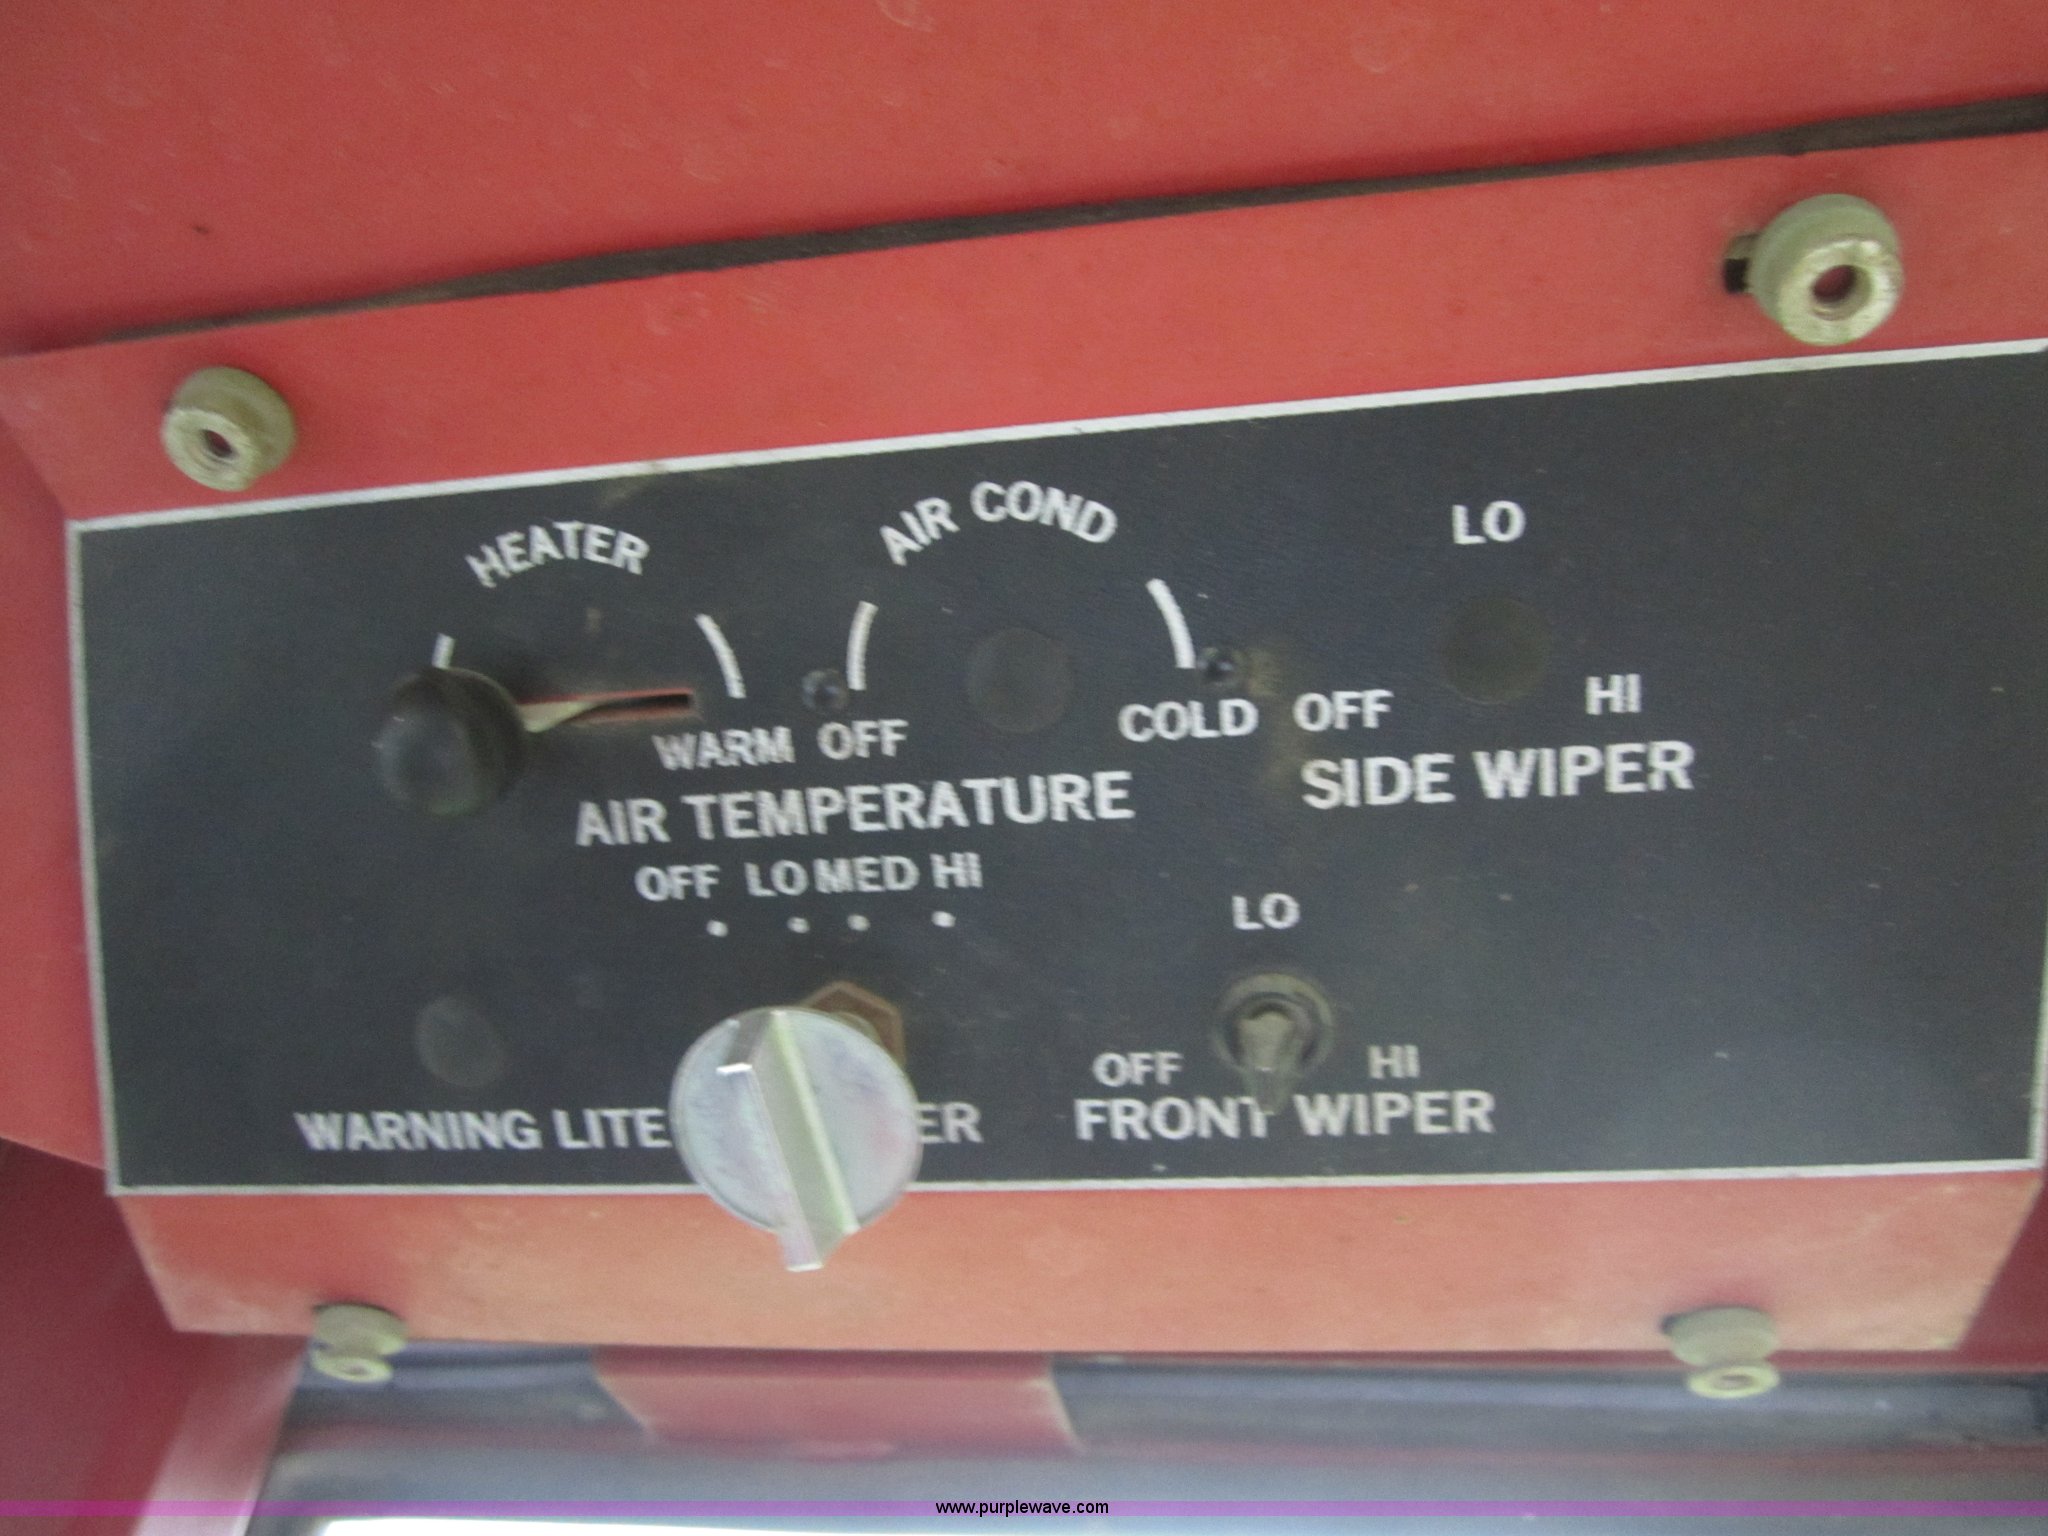 HEATER
AIR COND
LO
WARM OFF
COLD OFF
HI
AIR TEMPERATURE
SIDE WIPER
OFF LO MED HI
LO
OFF
HI
WARNING LITE
FRONT WIPER
www.purplewave.com